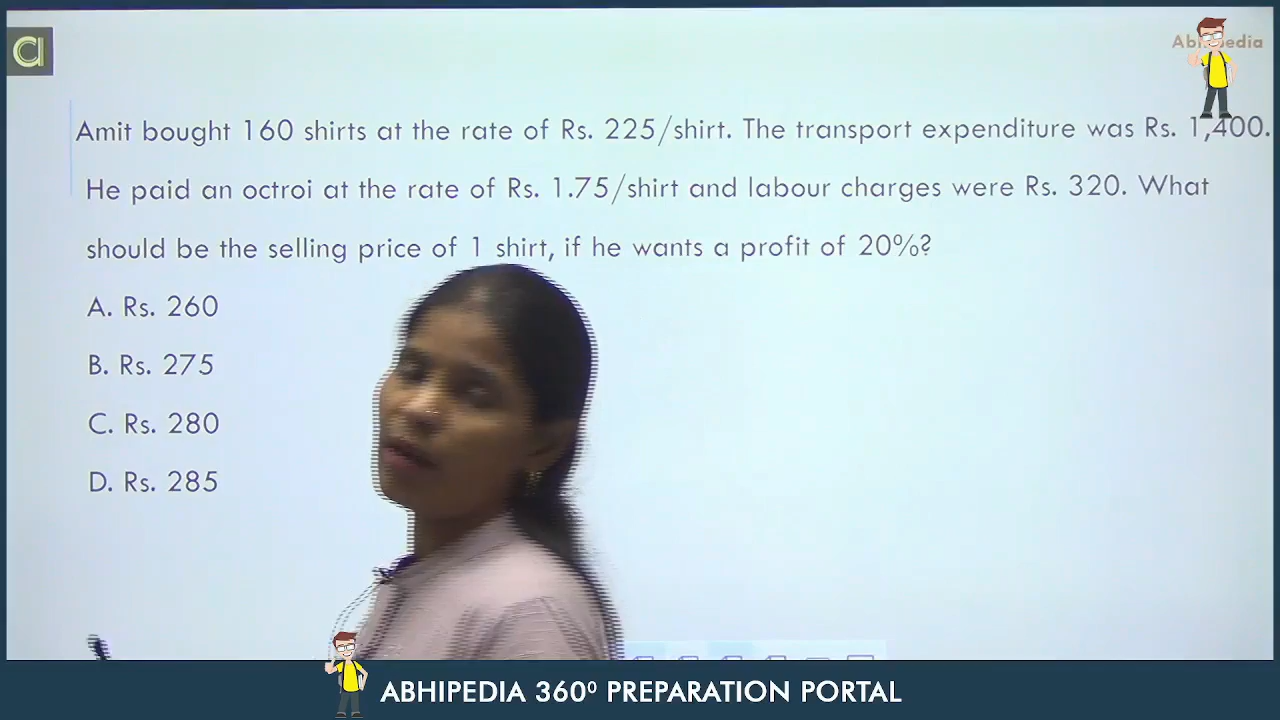 Amit bought 160 shirts at the rate of Rs. 225/shirt. The transport expenditure was Rs. 1,400.
He paid an octroi at the rate of Rs. 1.75/shirt and labour charges were Rs. 320. What
should be the selling price of 1 shirt, if he wants a profit of 20%?
A. Rs. 260
B. Rs. 275
C. Rs. 280
D. Rs. 285
ABHIPEDIA 360⁰ PREPARATION PORTAL